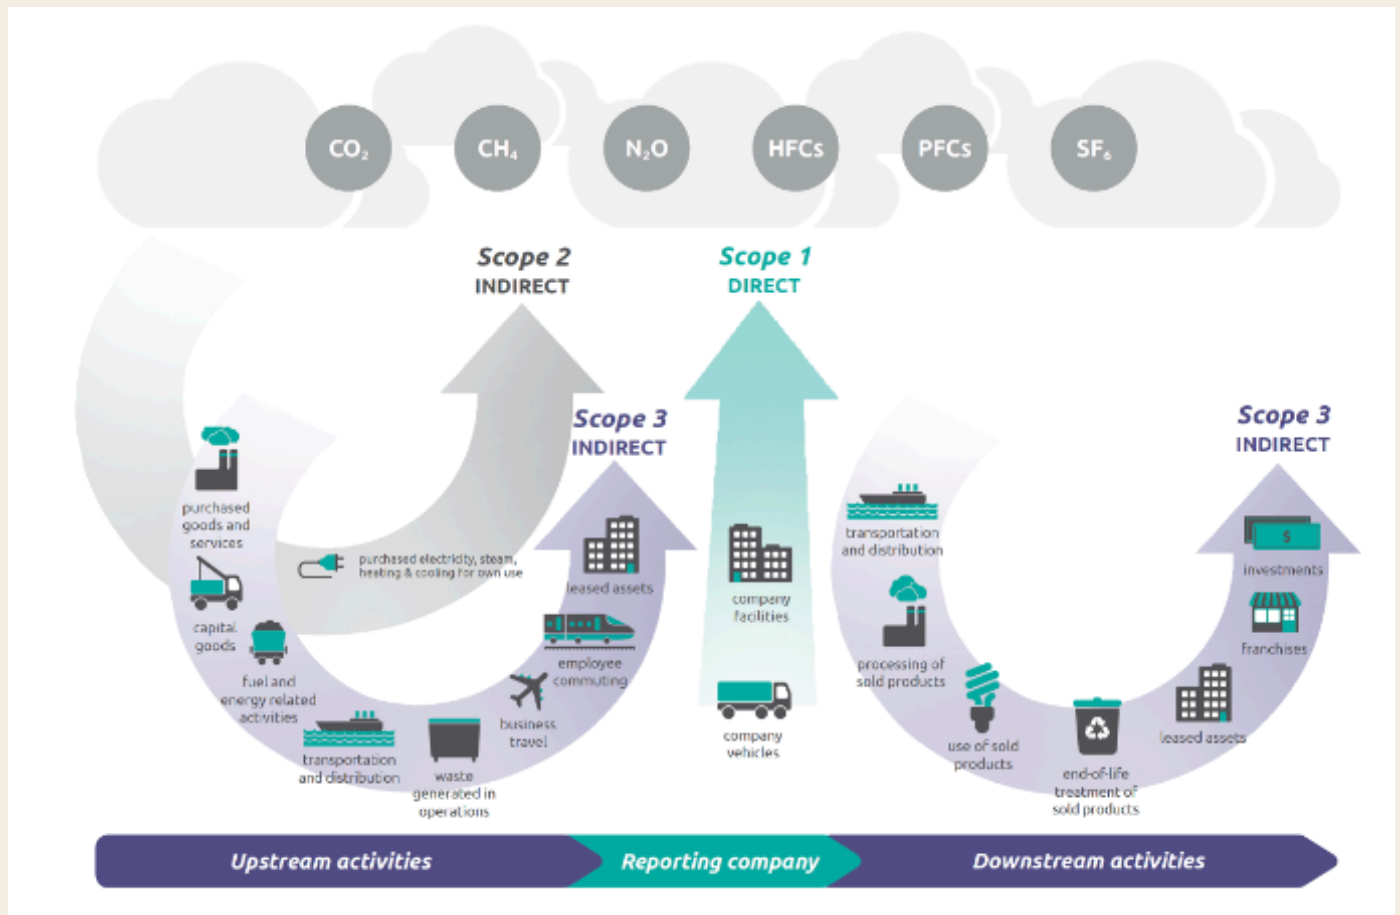 CO₂
CH₄
N₂O
HFCs
PFCs
SF₆
Scope 2
INDIRECT
Scope 1
DIRECT
Scope 3
INDIRECT
Scope 3
INDIRECT
purchased
goods and
services
capital
goods
fuel and
energy related
activities
transportation
and distribution
waste
generated in
operations
business
travel
employee
commuting
leased assets
purchased electricity, steam,
heating & cooling for own use
company
facilities
company
vehicles
transportation
and distribution
processing of
sold products
use of sold
products
end-of-life
treatment of
sold products
leased assets
franchises
investments
$
Upstream activities
Reporting company
Downstream activities